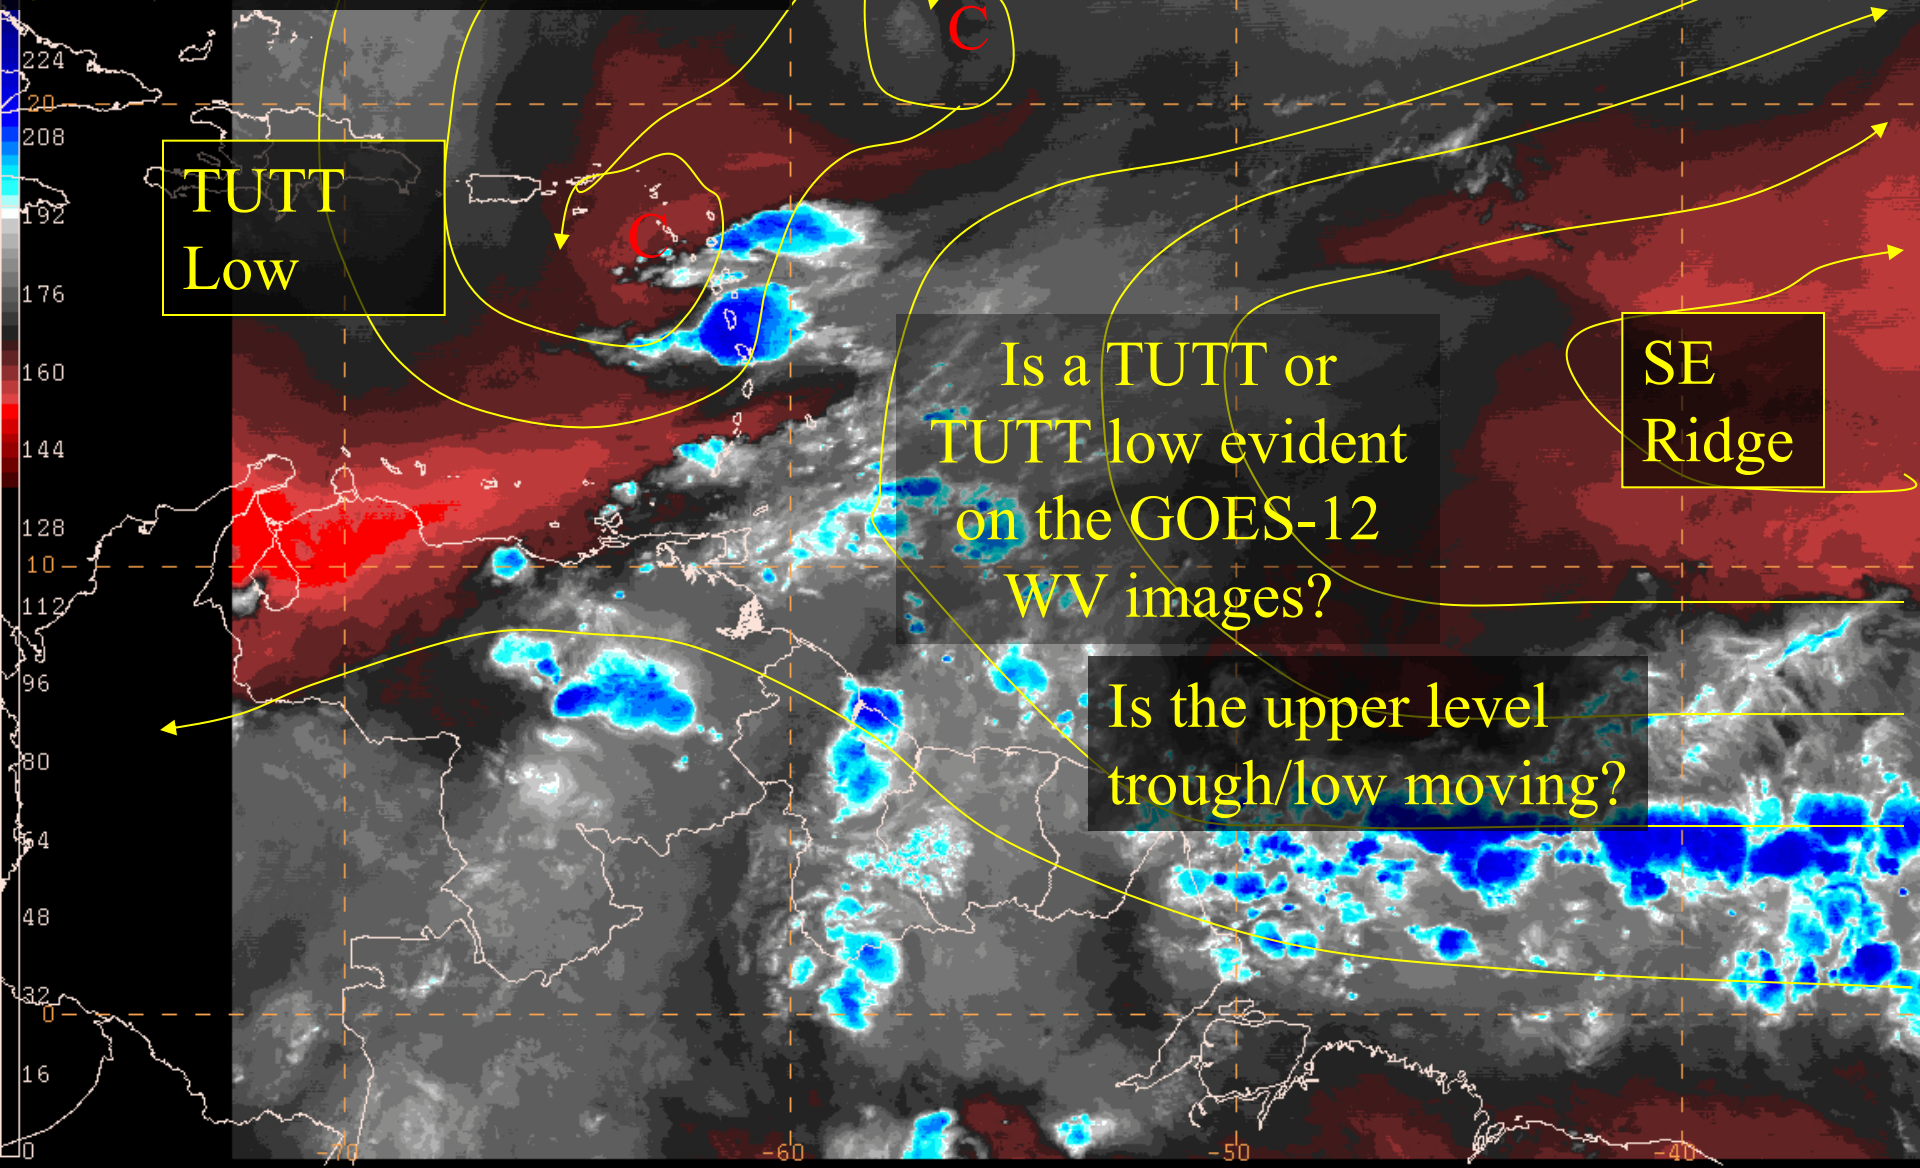 C
224
20
208
TUTT
Low
192
C
176
Is a TUTT or
TUTT low evident
on the GOES-12
WV images?
SE
Ridge
160
144
128
10
112
96
Is the upper level
trough/low moving?
80
64
48
32
0
16
0
-70
-60
-50
-40